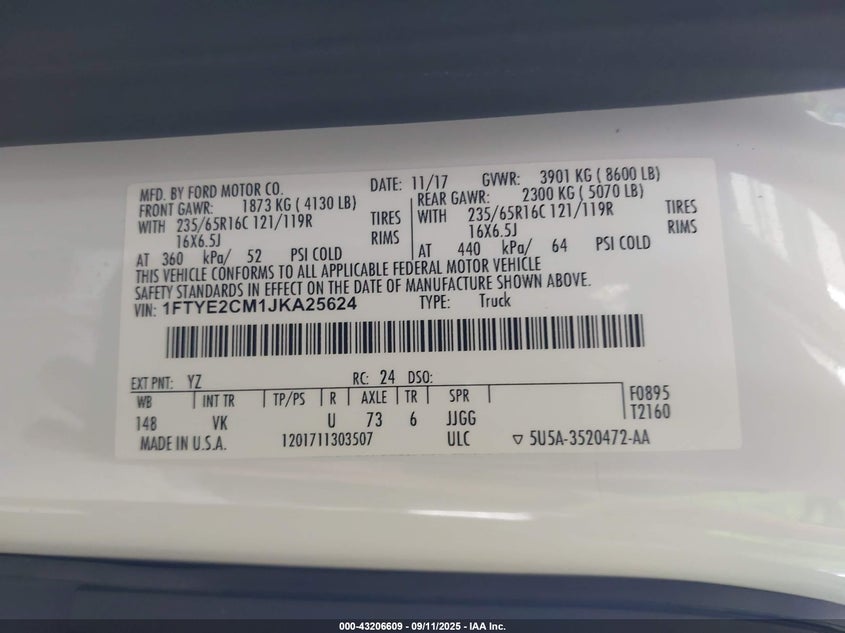 MFD. BY FORD MOTOR CO. DATE: 11/17 GVWR: 3901 KG ( 8600 LB)
FRONT GAWR: 1873 KG ( 4130 LB) REAR GAWR: 2300 KG ( 5070 LB)
WITH 235/65R16C 121/119R TIRES WITH 235/65R16C 121/119R TIRES
16X6.5J RIMS 16X6.5J RIMS
AT 360 kPa/ 52 PSI COLD AT 440 kPa/ 64 PSI COLD
THIS VEHICLE CONFORMS TO ALL APPLICABLE FEDERAL MOTOR VEHICLE
SAFETY STANDARDS IN EFFECT ON THE DATE OF MANUFACTURE SHOWN ABOVE.
VIN: 1FTYE2CM1JKA25624 TYPE: Truck
EXT PNT: YZ RC: 24 DSO:
WB INT TR TP/PS R AXLE TR SPR F0895
148 VK U 73 6 JJGG T2160
MADE IN U.S.A. 1201711303507 ULC ▽ 5U5A-3520472-AA
000-43206609 - 09/11/2025 - IAA Inc.